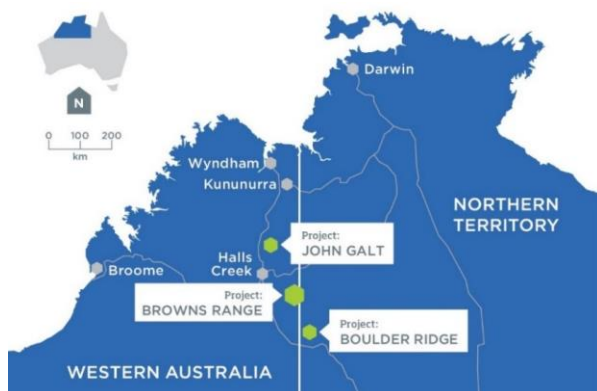 Darwin
N
0 100 200
km
Wyndham
Kununurra
NORTHERN
TERRITORY
Project:
JOHN GALT
Halls
Creek
Broome
Project:
BROWNS RANGE
Project:
BOULDER RIDGE
WESTERN AUSTRALIA